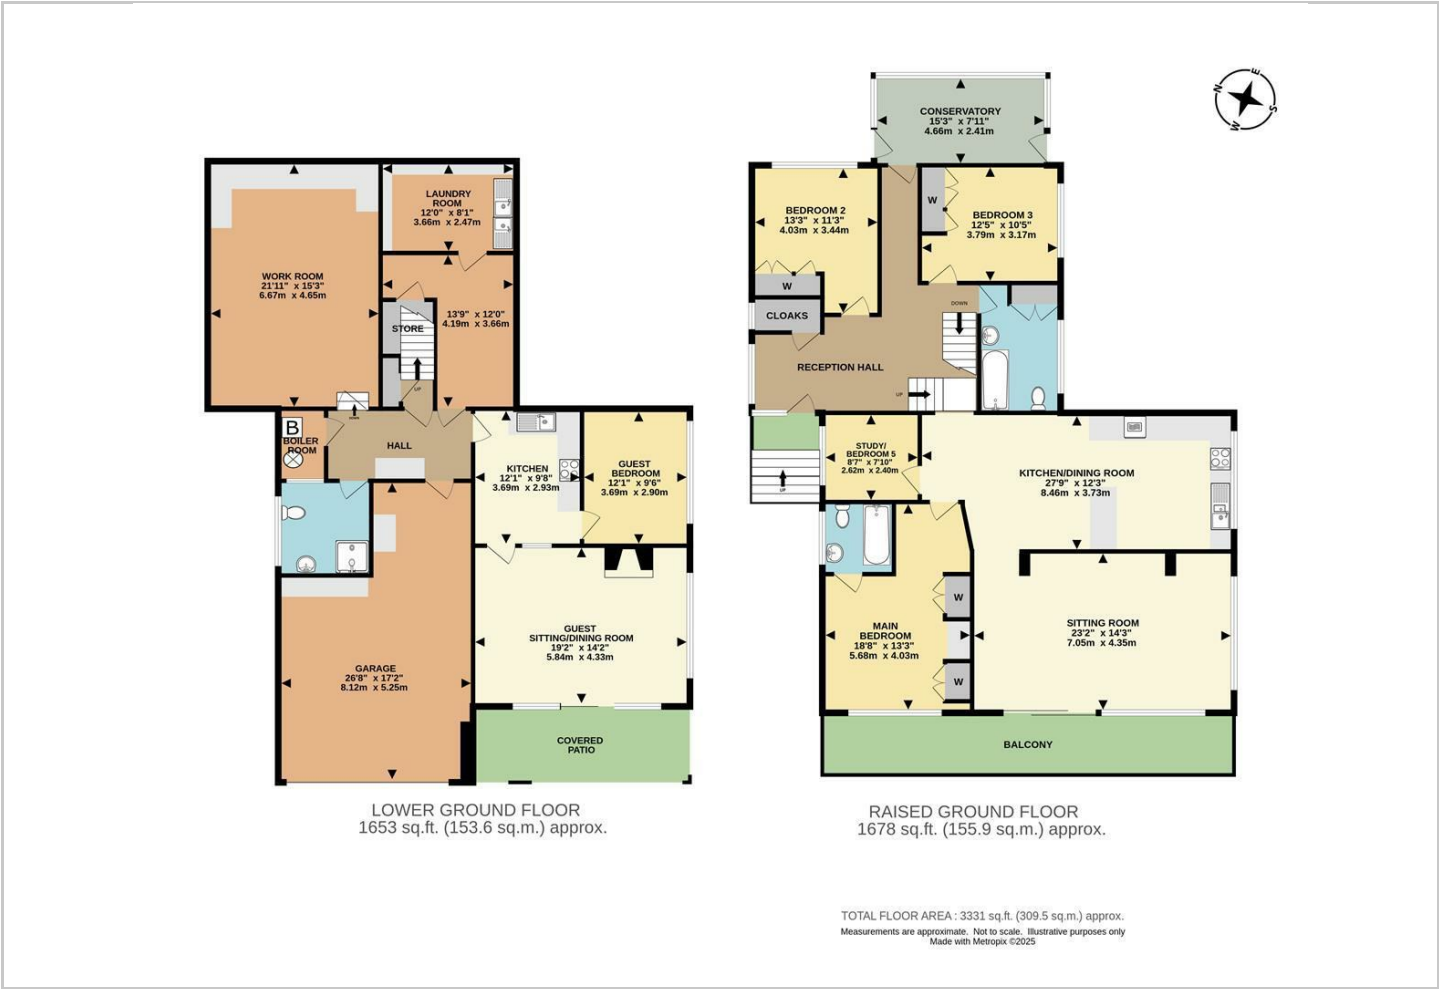 CONSERVATORY
15'3" x 7'11"
4.66m x 2.41m
N
E
S
W
LAUNDRY
ROOM
12'0" x 8'1"
3.66m x 2.47m
WORK ROOM
21'11" x 15'3"
6.67m x 4.65m
13'9" x 12'0"
4.19m x 3.66m
STORE
UP
DOWN
B
BOILER
ROOM
HALL
KITCHEN
12'1" x 9'8"
3.69m x 2.93m
GUEST
BEDROOM
12'1" x 9'6"
3.69m x 2.90m
GUEST
SITTING/DINING ROOM
19'2" x 14'2"
5.84m x 4.33m
GARAGE
26'8" x 17'2"
8.12m x 5.25m
COVERED
PATIO
LOWER GROUND FLOOR
1653 sq.ft. (153.6 sq.m.) approx.
BEDROOM 2
13'3" x 11'3"
4.03m x 3.44m
W
BEDROOM 3
12'5" x 10'5"
3.79m x 3.17m
W
CLOAKS
DOWN
RECEPTION HALL
UP
STUDY/
BEDROOM 5
8'7" x 7'10"
2.62m x 2.40m
UP
KITCHEN/DINING ROOM
27'9" x 12'3"
8.46m x 3.73m
W
MAIN
BEDROOM
18'8" x 13'3"
5.68m x 4.03m
W
SITTING ROOM
23'2" x 14'3"
7.05m x 4.35m
BALCONY
RAISED GROUND FLOOR
1678 sq.ft. (155.9 sq.m.) approx.
TOTAL FLOOR AREA : 3331 sq.ft. (309.5 sq.m.) approx.
Measurements are approximate. Not to scale. Illustrative purposes only
Made with Metropix ©2025